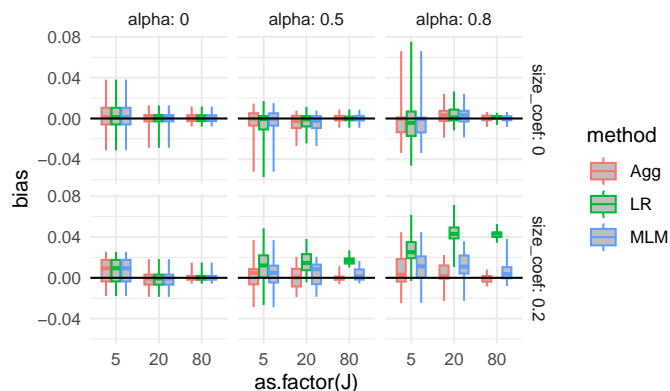 alpha: 0 alpha: 0.5 alpha: 0.8
0.08
0.04
0.00
−0.04
size_coef: 0
0.08
0.04
0.00
−0.04
size_coef: 0.2
bias
5 20 80 5 20 80 5 20 80
as.factor(J)
method
Agg
LR
MLM